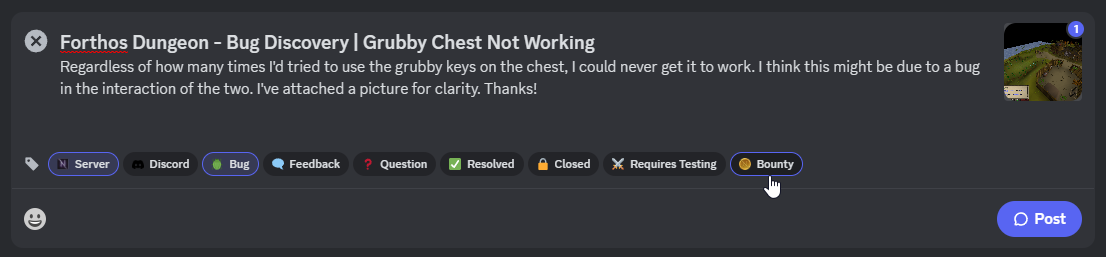 Forthos Dungeon - Bug Discovery | Grubby Chest Not Working
1
Regardless of how many times I'd tried to use the grubby keys on the chest, I could never get it to work. I think this might be due to a bug
in the interaction of the two. I've attached a picture for clarity. Thanks!
Server Discord Bug Feedback Question Resolved Closed Requires Testing Bounty
Post